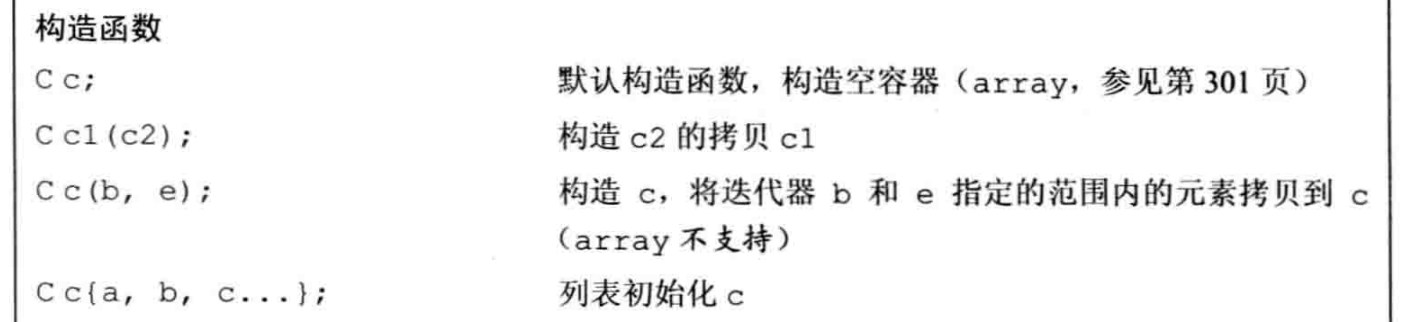 构造函数
C c; 默认构造函数，构造空容器（array，参见第 301 页）
C c1(c2); 构造 c2 的拷贝 c1
C c(b, e); 构造 c，将迭代器 b 和 e 指定的范围内的元素拷贝到 c
（array 不支持）
C c{a, b, c...}; 列表初始化 c